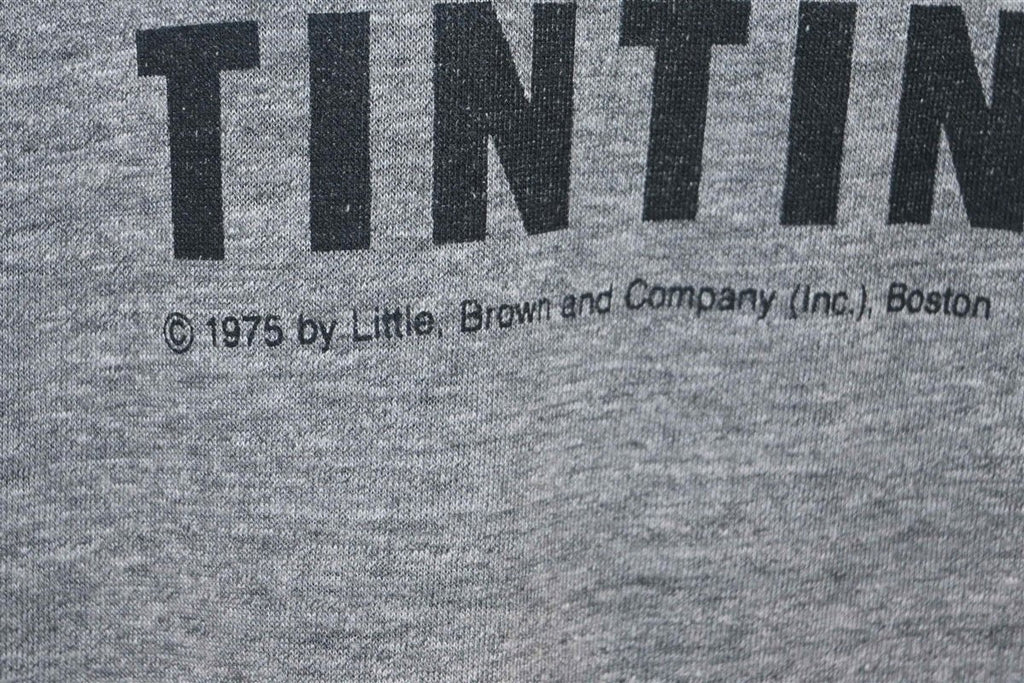 TINTIN
© 1975 by Little, Brown and Company (Inc.), Boston